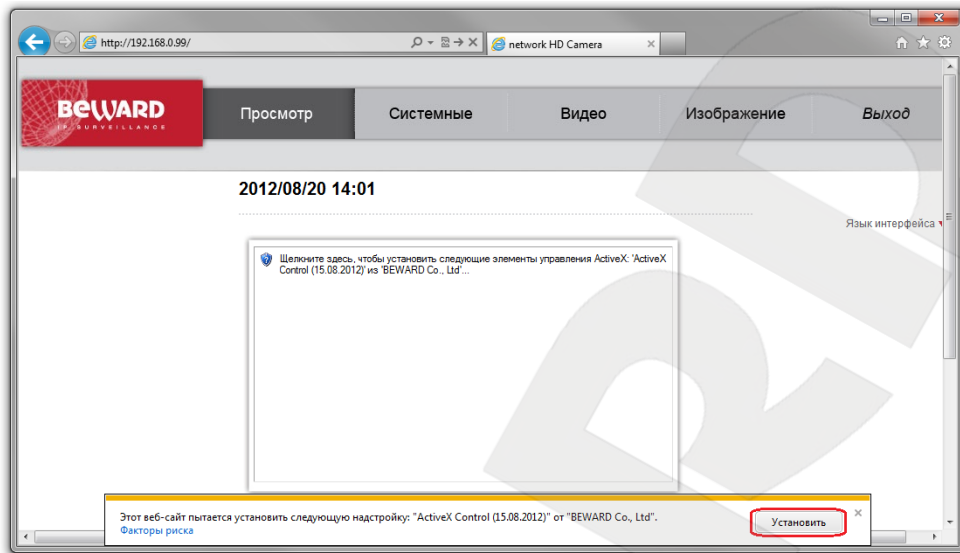 http://192.168.0.99/
network HD Camera
BEWARD
IP SURVEILLANCE
Просмотр
Системные
Видео
Изображение
Выход
2012/08/20 14:01
Язык интерфейса
Щелкните здесь, чтобы установить следующие элементы управления ActiveX: 'ActiveX
Control (15.08.2012)' из 'BEWARD Co., Ltd'...
Этот веб-сайт пытается установить следующую надстройку: "ActiveX Control (15.08.2012)" от "BEWARD Co., Ltd".
Факторы риска
Установить